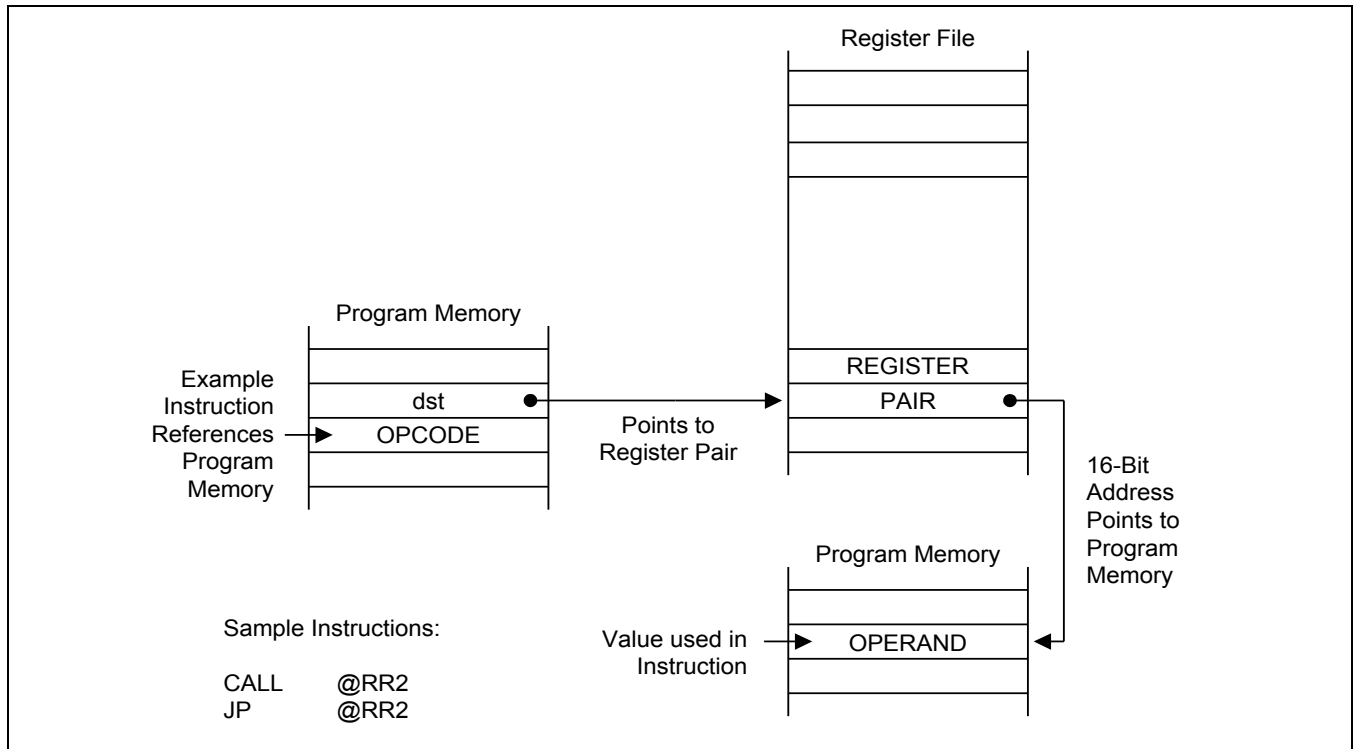 Register File
Program Memory
REGISTER
Example
Instruction
References
Program
Memory
dst
PAIR
OPCODE
Points to
Register Pair
16-Bit
Address
Points to
Program
Memory
Program Memory
Sample Instructions:
Value used in
Instruction
OPERAND
CALL @RR2
JP @RR2